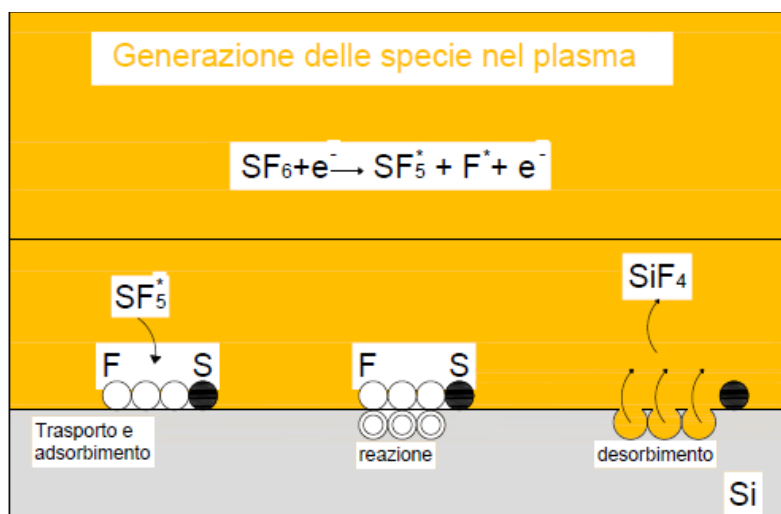 Generazione delle specie nel plasma
SF6+e- → SF5* + F*+ e-
SF5*
SiF4
F S
F S
Trasporto e
adsorbimento
reazione
desorbimento
Si